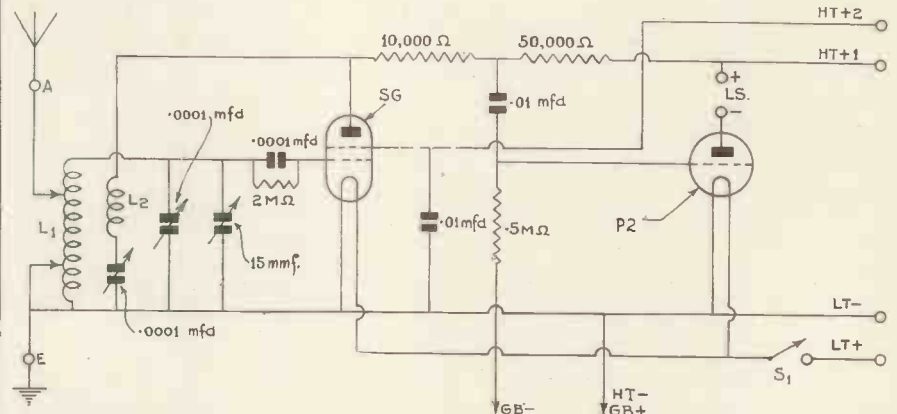 HT+2
10,000 Ω
50,000 Ω
HT+1
A
SG
+
LS.
-
.01 mfd
.0001 mfd
.0001 mfd
2 MΩ
L1
L2
.01 mfd
.5 MΩ
P2
15 mmf.
.0001 mfd
LT-
LT+
E
S1
GB-
HT-
GB+